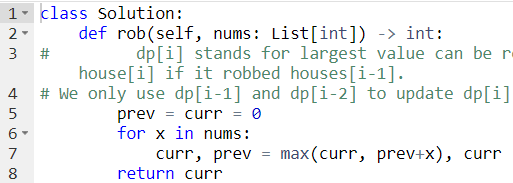 1 class Solution:
2 def rob(self, nums: List[int]) -> int:
3 # dp[i] stands for largest value can be
house[i] if it robbed houses[i-1].
4 # We only use dp[i-1] and dp[i-2] to update dp[i]
5 prev = curr = 0
6 for x in nums:
7 curr, prev = max(curr, prev+x), curr
8 return curr